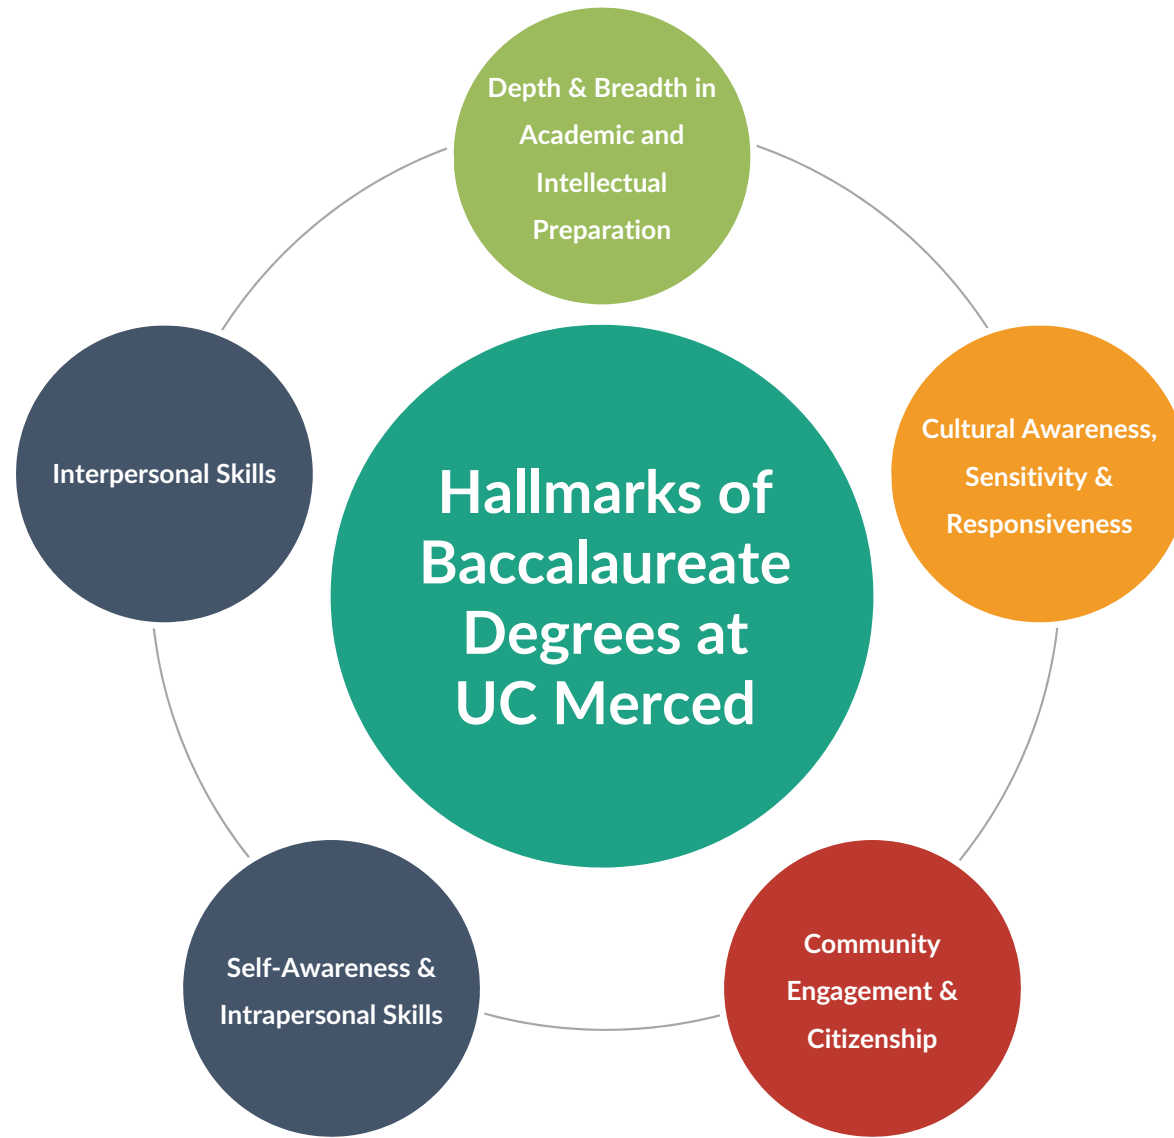 Depth & Breadth in
Academic and
Intellectual
Preparation
Cultural Awareness,
Sensitivity &
Responsiveness
Interpersonal Skills
Hallmarks of
Baccalaureate
Degrees at
UC Merced
Community
Engagement &
Citizenship
Self-Awareness &
Intrapersonal Skills